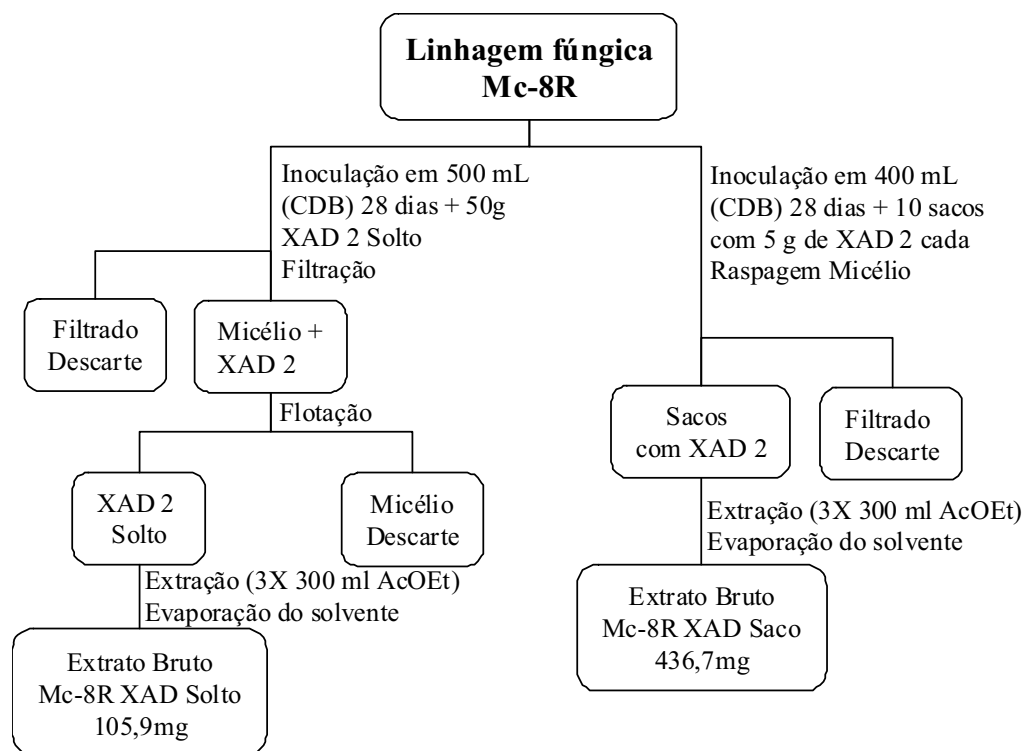 Linhagem fúngica
Mc-8R
Inoculação em 500 mL
(CDB) 28 dias + 50g
XAD 2 Solto
Filtração
Inoculação em 400 mL
(CDB) 28 dias + 10 sacos
com 5 g de XAD 2 cada
Raspagem Micélio
Filtrado
Descarte
Micélio +
XAD 2
Sacos
com XAD 2
Filtrado
Descarte
Flotação
XAD 2
Solto
Micélio
Descarte
Extração (3X 300 ml AcOEt)
Evaporação do solvente
Extração (3X 300 ml AcOEt)
Evaporação do solvente
Extrato Bruto
Mc-8R XAD Solto
105,9mg
Extrato Bruto
Mc-8R XAD Saco
436,7mg